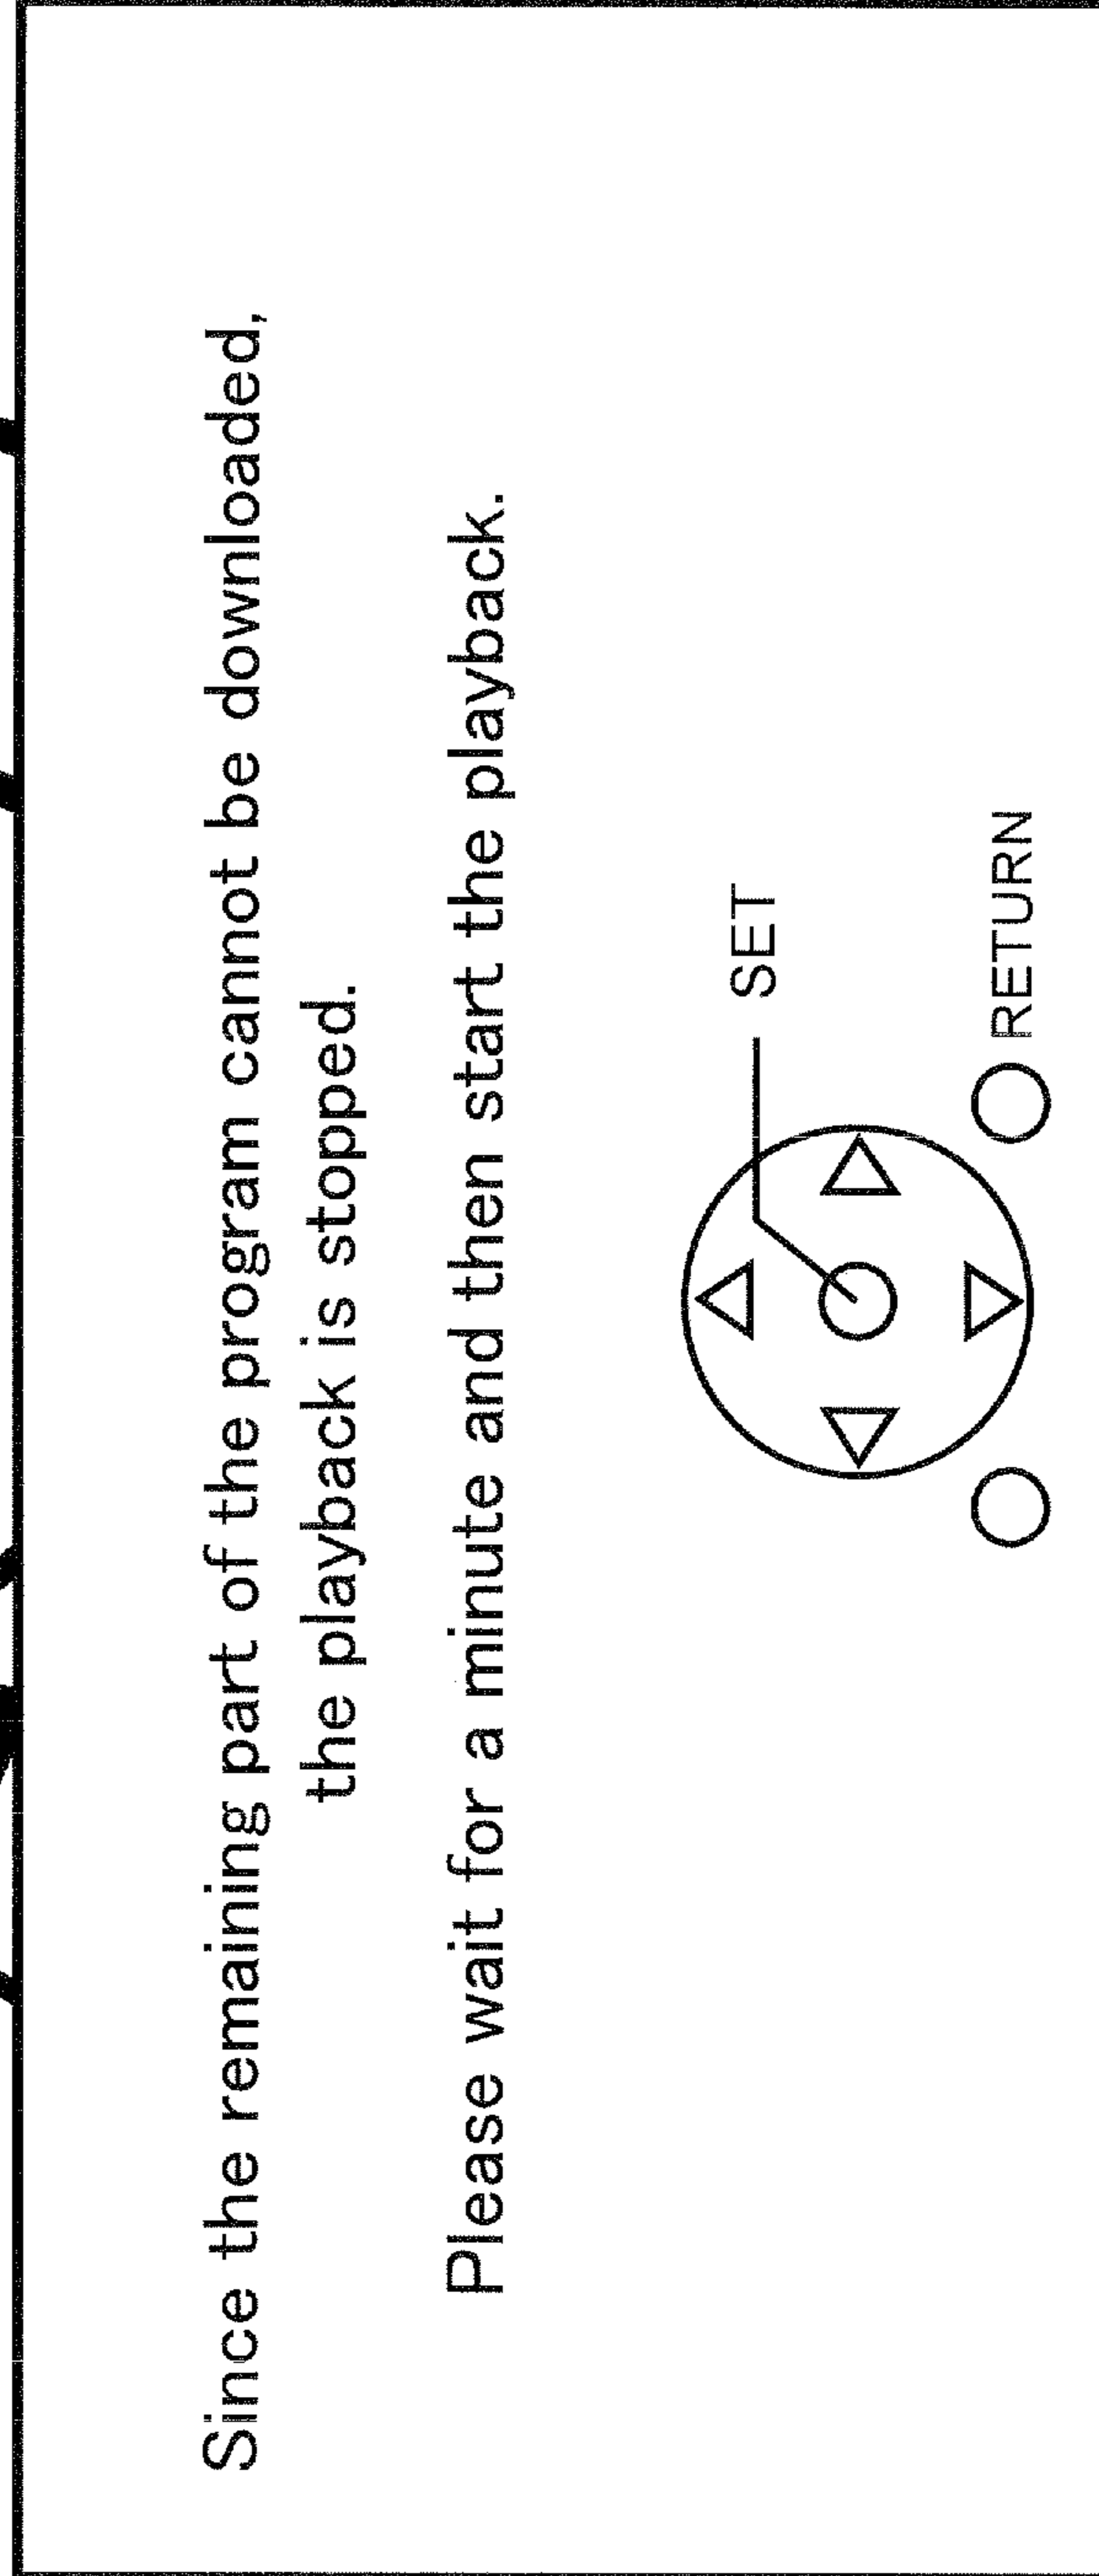 Since the remaining part of the program cannot be downloaded,
the playback is stopped.
Please wait for a minute and then start the playback.
SET
RETURN